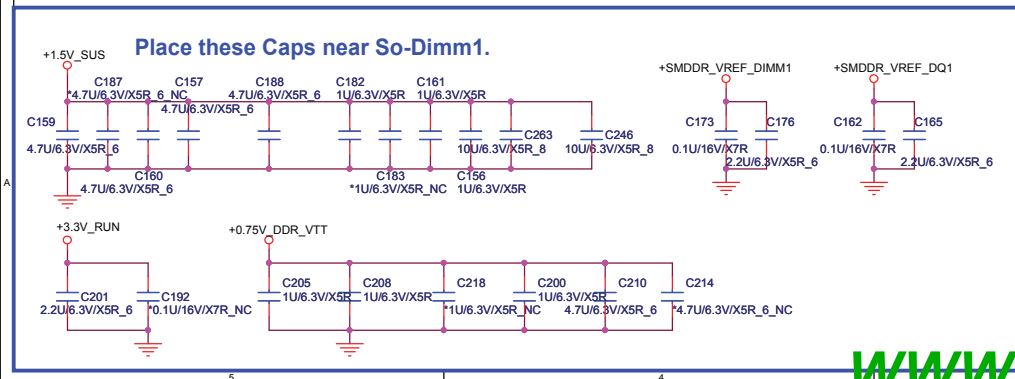 Place these Caps near So-Dimm1.
+1.5V_SUS
+SMDDR_VREF_DIMM1
+SMDDR_VREF_DQ1
C187
*4.7U/6.3V/X5R_6_NC
C157
4.7U/6.3V/X5R_6
C188
4.7U/6.3V/X5R_6
C182
1U/6.3V/X5R
C161
1U/6.3V/X5R
C159
4.7U/6.3V/X5R_6
C263
10U/6.3V/X5R_8
C246
10U/6.3V/X5R_8
C173
0.1U/16V/X7R
C176
2.2U/6.3V/X5R_6
C162
0.1U/16V/X7R
C165
2.2U/6.3V/X5R_6
C160
4.7U/6.3V/X5R_6
C183
*1U/6.3V/X5R_NC
C156
1U/6.3V/X5R
A
+3.3V_RUN
+0.75V_DDR_VTT
C201
2.2U/6.3V/X5R_6
C192
*0.1U/16V/X7R_NC
C205
1U/6.3V/X5R
C208
1U/6.3V/X5R
C218
*1U/6.3V/X5R_NC
C200
1U/6.3V/X5R
C210
4.7U/6.3V/X5R_6
C214
*4.7U/6.3V/X5R_6_NC
5
4
www